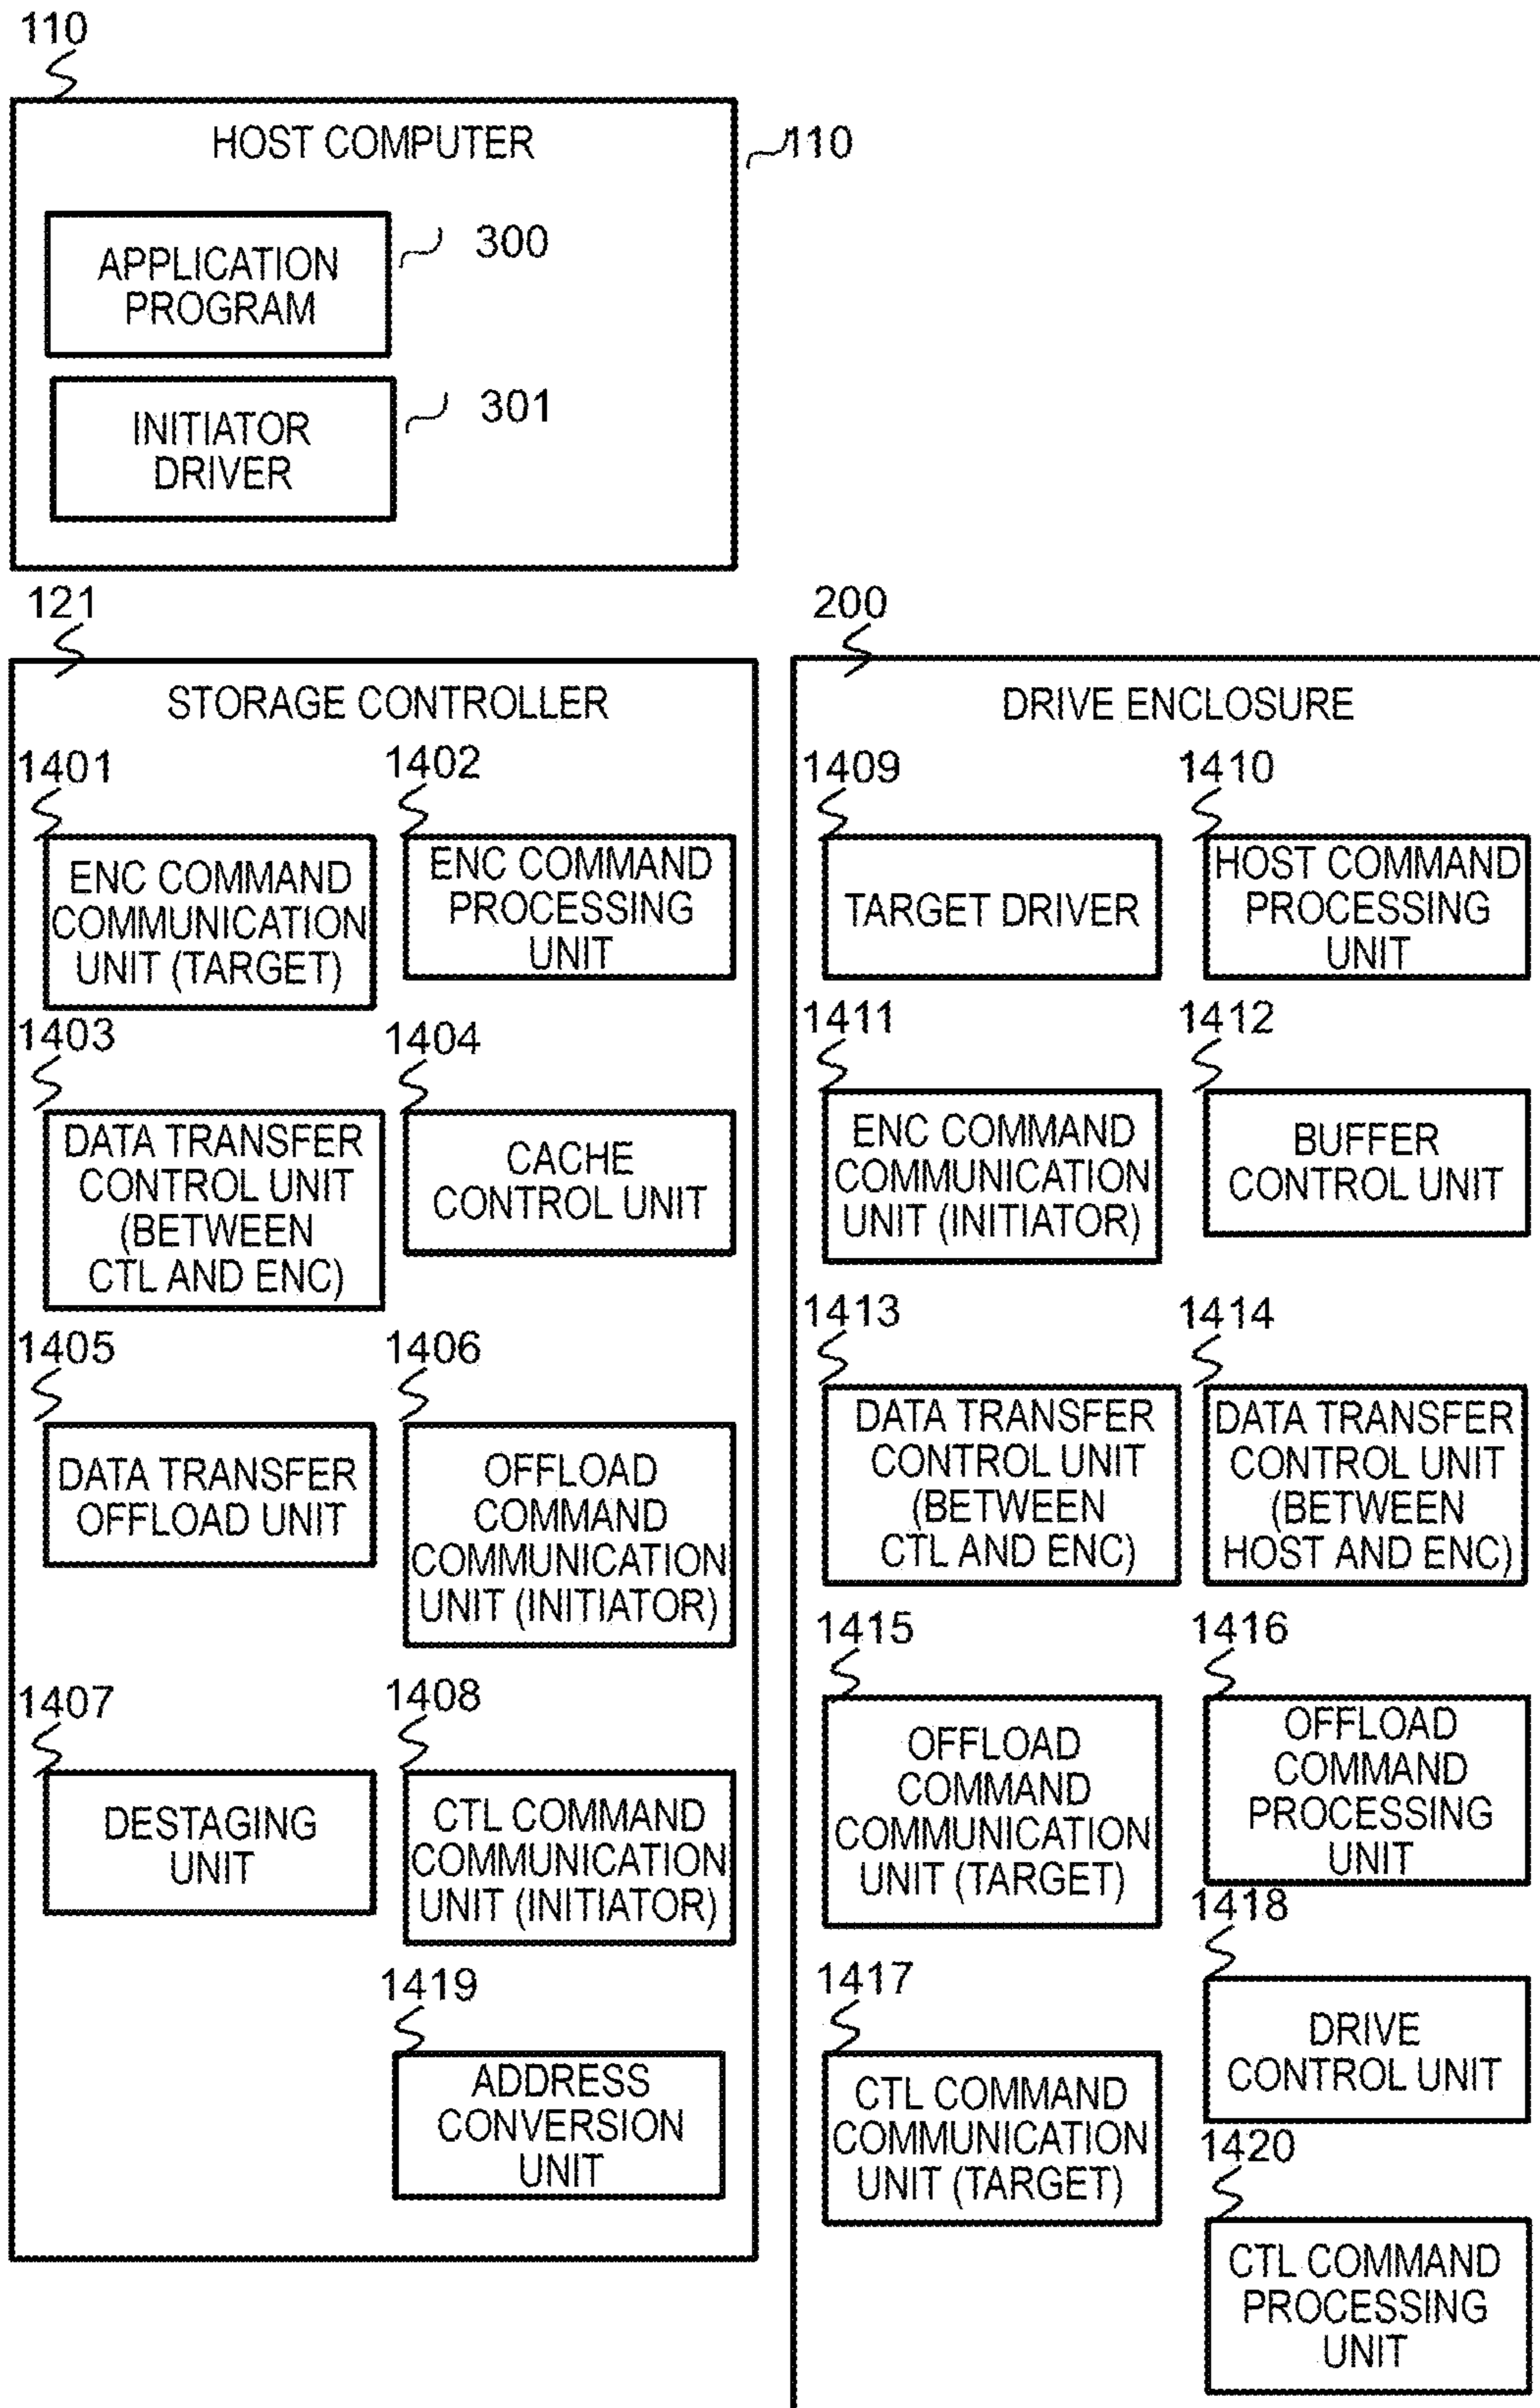 110
HOST COMPUTER
110
APPLICATION
PROGRAM
300
INITIATOR
DRIVER
301
121
STORAGE CONTROLLER
1401
ENC COMMAND
COMMUNICATION
UNIT (TARGET)
1402
ENC COMMAND
PROCESSING
UNIT
1403
DATA TRANSFER
CONTROL UNIT
(BETWEEN
CTL AND ENC)
1404
CACHE
CONTROL UNIT
1405
DATA TRANSFER
OFFLOAD UNIT
1406
OFFLOAD
COMMAND
COMMUNICATION
UNIT (INITIATOR)
1407
DESTAGING
UNIT
1408
CTL COMMAND
COMMUNICATION
UNIT (INITIATOR)
1419
ADDRESS
CONVERSION
UNIT
200
DRIVE ENCLOSURE
1409
TARGET DRIVER
1410
HOST COMMAND
PROCESSING
UNIT
1411
ENC COMMAND
COMMUNICATION
UNIT (INITIATOR)
1412
BUFFER
CONTROL UNIT
1413
DATA TRANSFER
CONTROL UNIT
(BETWEEN
CTL AND ENC)
1414
DATA TRANSFER
CONTROL UNIT
(BETWEEN
HOST AND ENC)
1415
OFFLOAD
COMMAND
COMMUNICATION
UNIT (TARGET)
1416
OFFLOAD
COMMAND
PROCESSING
UNIT
1417
CTL COMMAND
COMMUNICATION
UNIT (TARGET)
1418
DRIVE
CONTROL UNIT
1420
CTL COMMAND
PROCESSING
UNIT